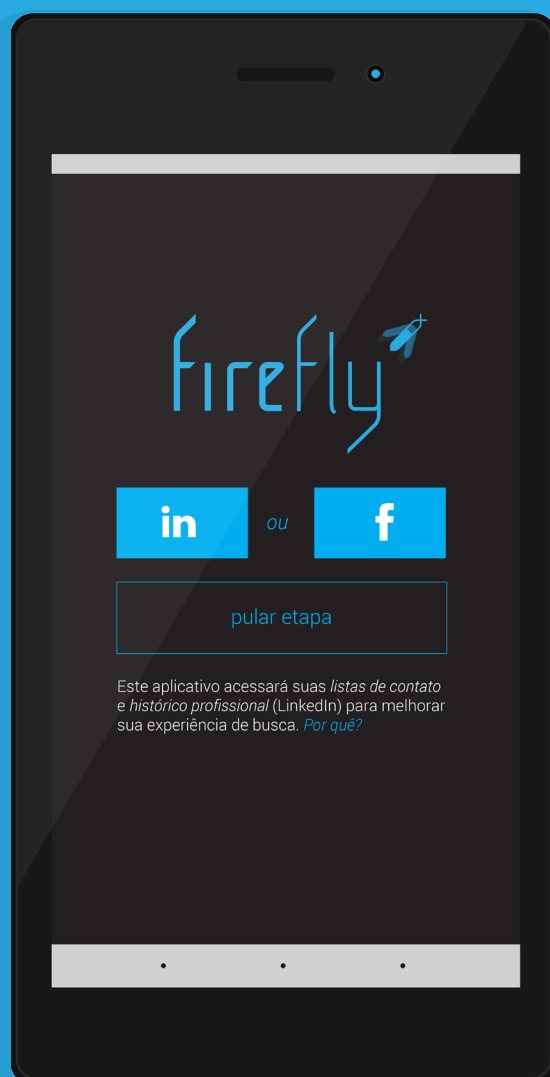 firefly
in ou f
pular etapa
Este aplicativo acessará suas listas de contato
e histórico profissional (LinkedIn) para melhorar
sua experiência de busca. Por quê?